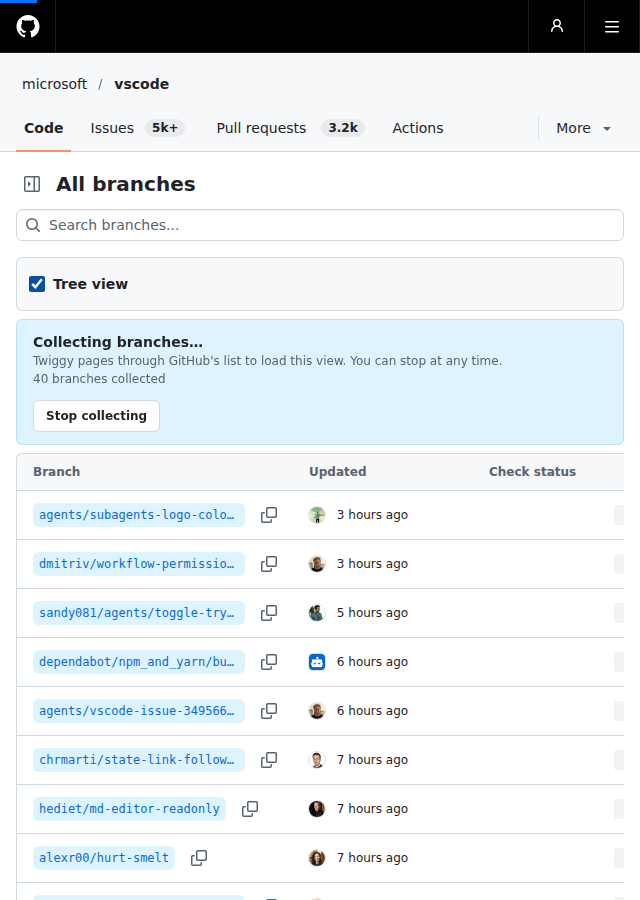 microsoft / vscode
Code Issues 5k+ Pull requests 3.2k Actions More
All branches
Search branches...
Tree view
Collecting branches…
Twiggy pages through GitHub's list to load this view. You can stop at any time.
40 branches collected
Stop collecting
Branch Updated Check status
agents/subagents-logo-colo… 3 hours ago
dmitriv/workflow-permissio… 3 hours ago
sandy081/agents/toggle-try… 5 hours ago
dependabot/npm_and_yarn/bu… 6 hours ago
agents/vscode-issue-349566… 6 hours ago
chrmarti/state-link-follow… 7 hours ago
hediet/md-editor-readonly 7 hours ago
alexr00/hurt-smelt 7 hours ago